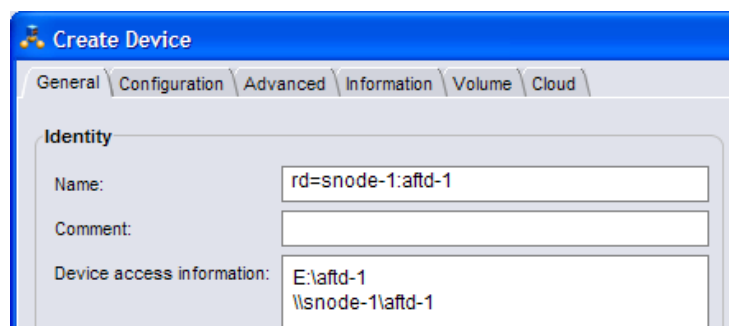 Create Device
General Configuration Advanced Information Volume Cloud
Identity
Name: rd=snode-1:aftd-1
Comment:
Device access information: E:\aftd-1
\\snode-1\aftd-1